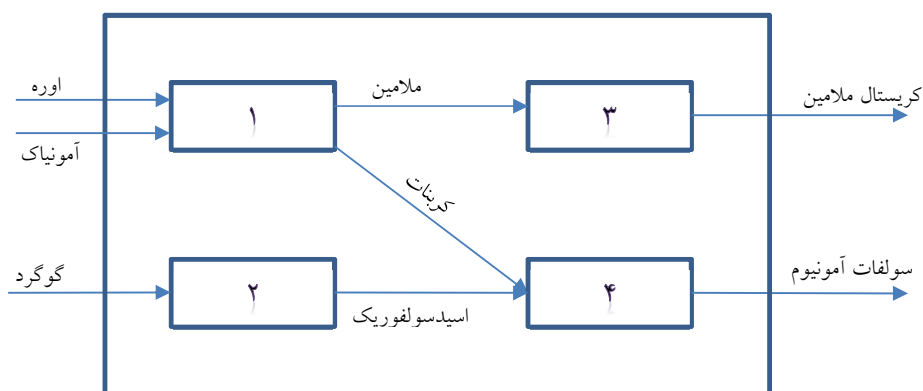 اوره
ملامین
کریستال ملامین
۱
۳
آمونیاک
کربنات
گوگرد
سولفات آمونیوم
۲
۴
اسیدسولفوریک